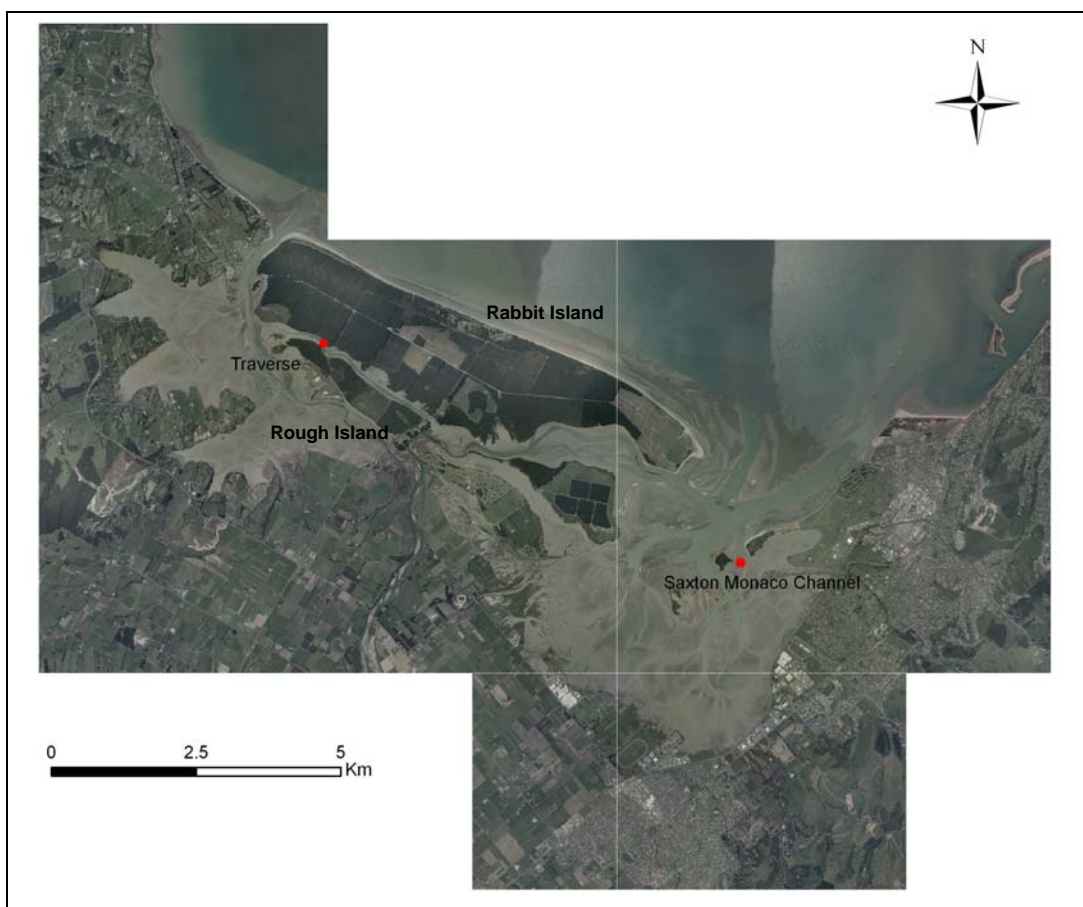 N
Rabbit Island
Traverse
Rough Island
Saxton Monaco Channel
0 2.5 5
Km